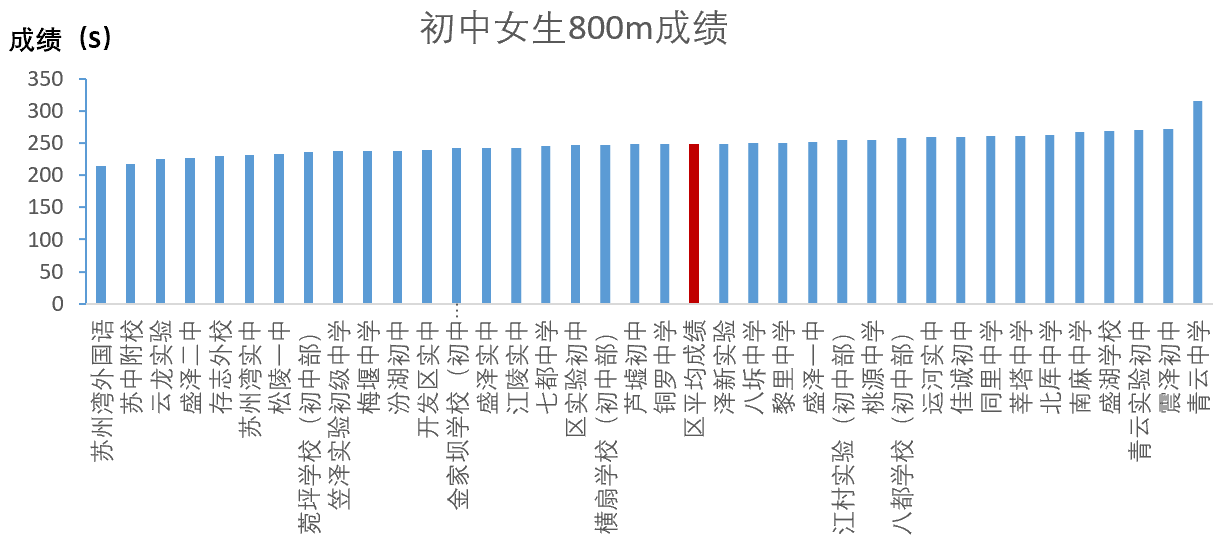 初中女生800m成绩
成绩（s）
350
300
250
200
150
100
50
0
苏州湾外国语
苏中附校
云龙实验
盛泽二中
存志外校
苏州湾实中
松陵一中
菀坪学校（初中部）
笠泽实验初级中学
梅堰中学
汾湖初中
开发区实中
金家坝学校（初中…
盛泽实中
江陵实中
七都中学
区实验初中
横扇学校（初中部）
芦墟初中
铜罗中学
区平均成绩
泽新实验
八坼中学
黎里中学
盛泽一中
江村实验（初中部）
桃源中学
八都学校（初中部）
运河实中
佳诚初中
同里中学
莘塔中学
北厍中学
南麻中学
盛湖学校
青云实验初中
震泽初中
青云中学